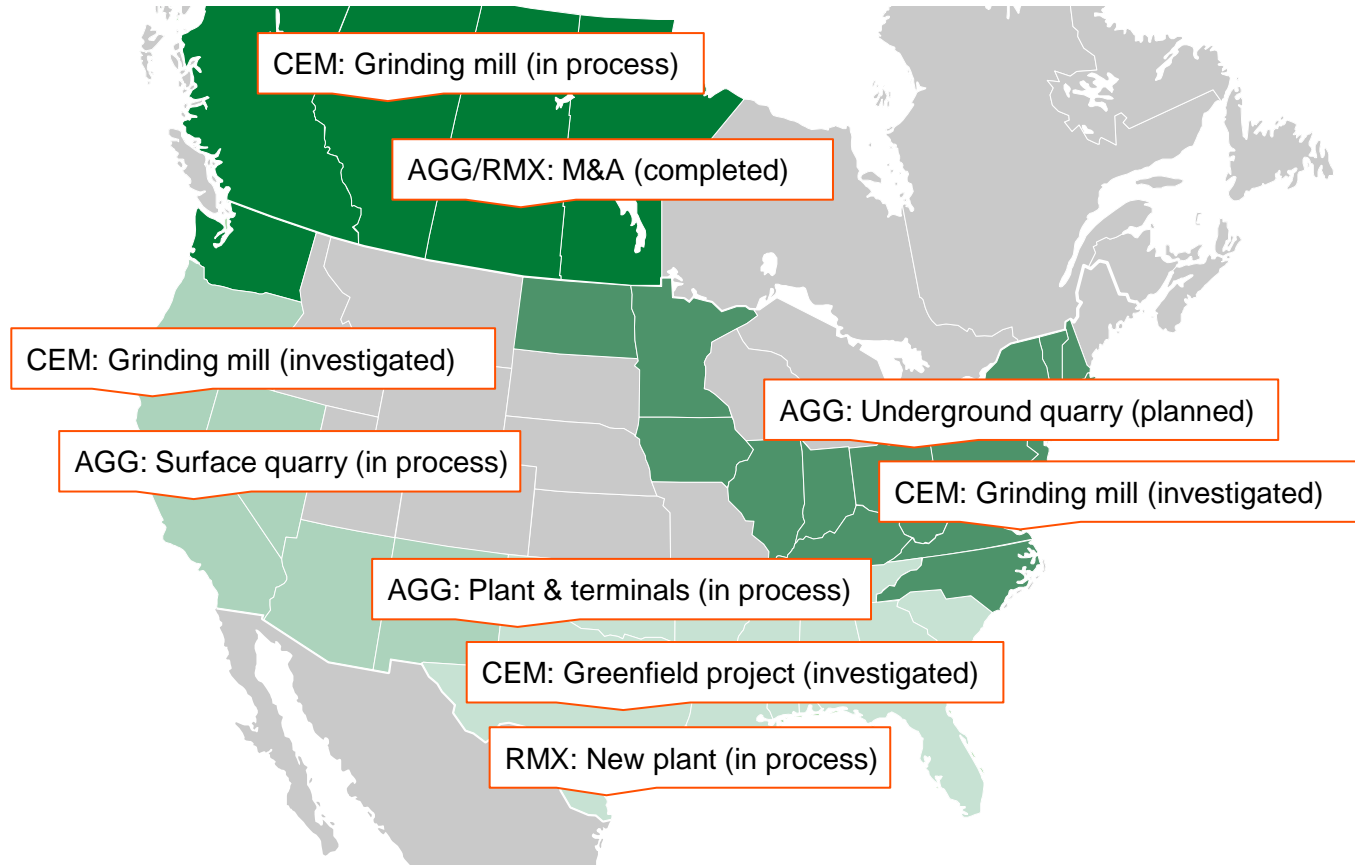 CEM: Grinding mill (in process)
AGG/RMX: M&A (completed)
CEM: Grinding mill (investigated)
AGG: Underground quarry (planned)
AGG: Surface quarry (in process)
CEM: Grinding mill (investigated)
AGG: Plant & terminals (in process)
CEM: Greenfield project (investigated)
RMX: New plant (in process)